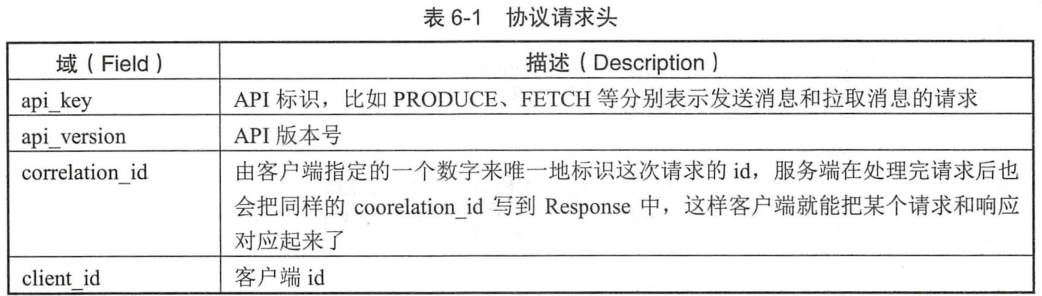 表 6-1 协议请求头
域（Field） 描述（Description）
api_key API 标识，比如 PRODUCE、FETCH 等分别表示发送消息和拉取消息的请求
api_version API 版本号
correlation_id 由客户端指定的一个数字来唯一地标识这次请求的 id，服务端在处理完请求后也
会把同样的 coorelation_id 写到 Response 中，这样客户端就能把某个请求和响应
对应起来了
client_id 客户端 id